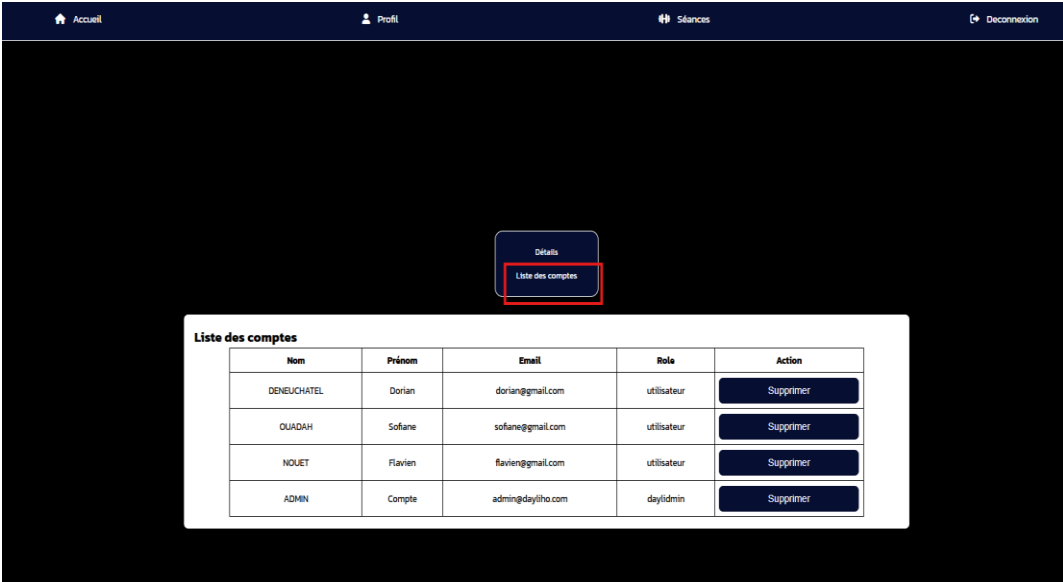 Accueil Profil Séances Deconnexion
Détails
Liste des comptes
Liste des comptes
Nom Prénom Email Role Action
DENEUCHATEL Dorian dorian@gmail.com utilisateur Supprimer
OUADAH Sofiane sofiane@gmail.com utilisateur Supprimer
NOUET Flavien flavien@gmail.com utilisateur Supprimer
ADMIN Compte admin@dayliho.com daylidmin Supprimer